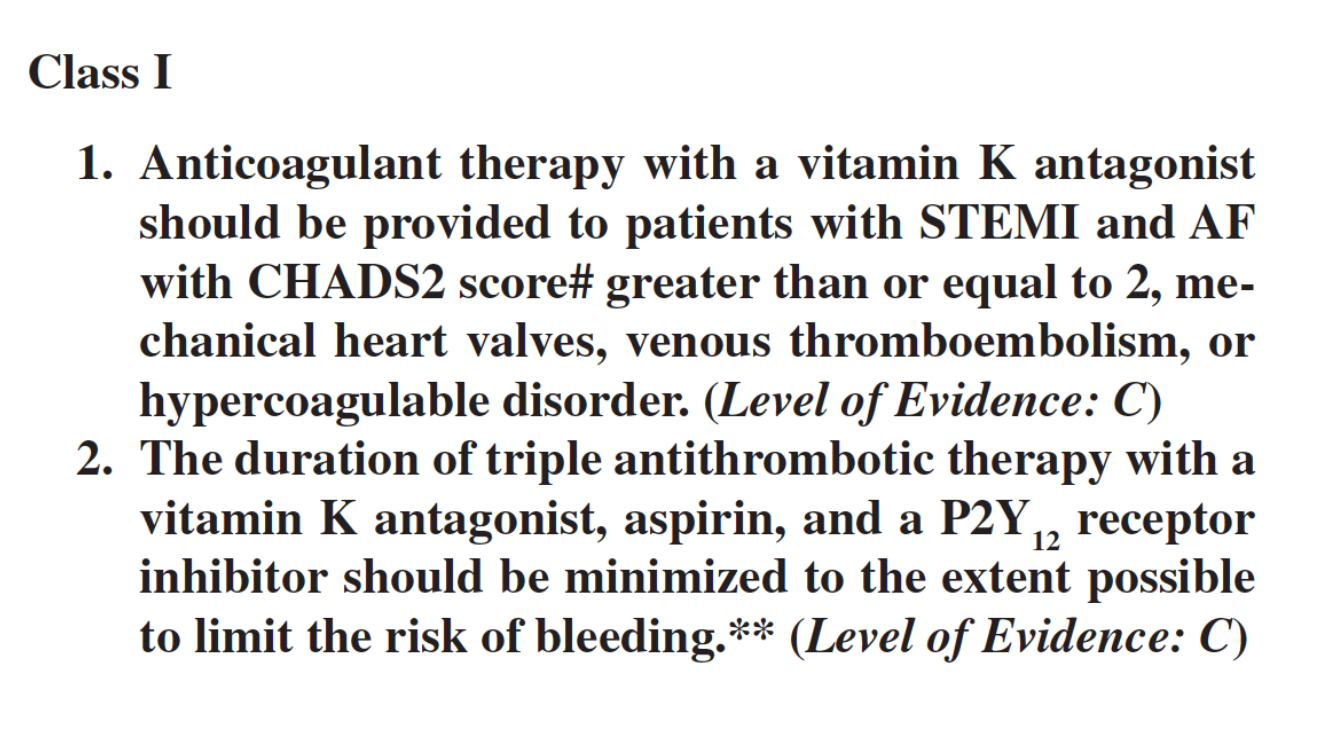 Class I
1. Anticoagulant therapy with a vitamin K antagonist
should be provided to patients with STEMI and AF
with CHADS2 score# greater than or equal to 2, me-
chanical heart valves, venous thromboembolism, or
hypercoagulable disorder. (Level of Evidence: C)
2. The duration of triple antithrombotic therapy with a
vitamin K antagonist, aspirin, and a P2Y₁₂ receptor
inhibitor should be minimized to the extent possible
to limit the risk of bleeding.** (Level of Evidence: C)